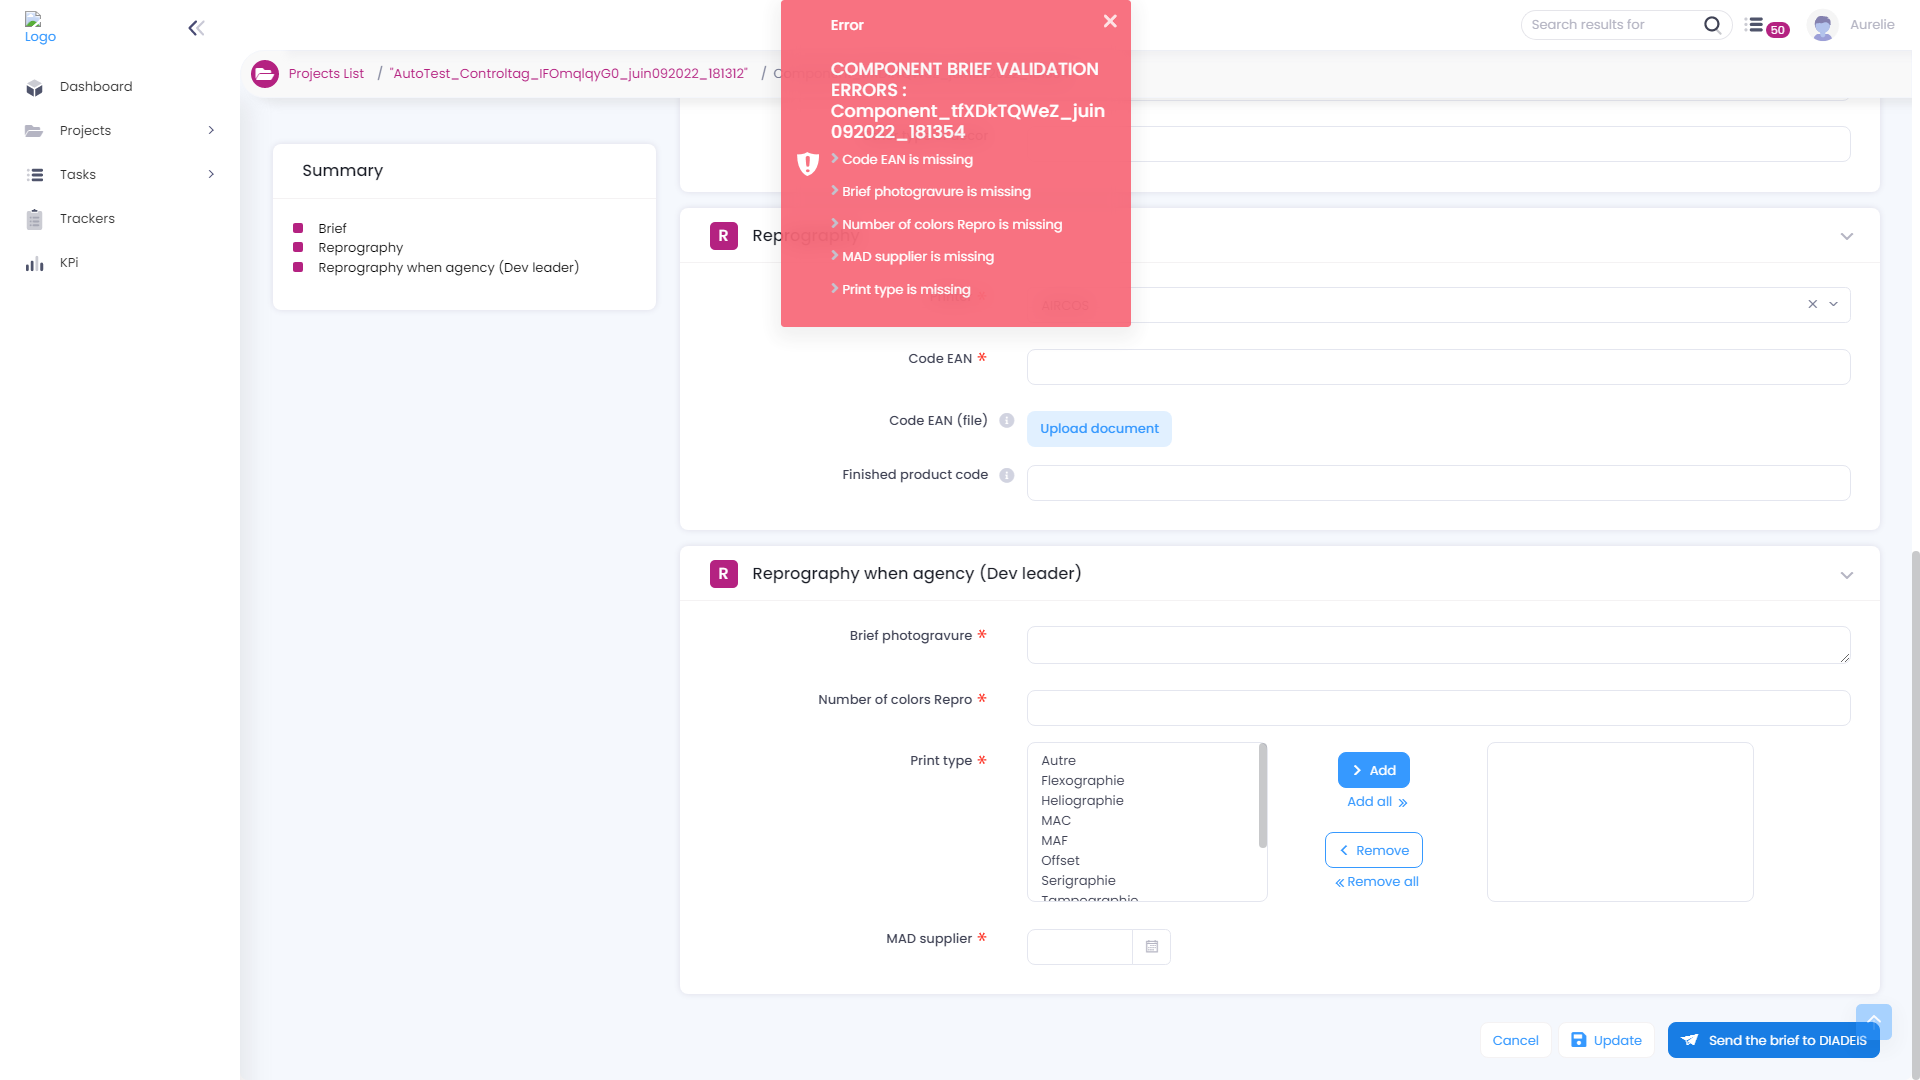 Logo
Dashboard
Projects
Tasks
Trackers
KPi
Search results for
50
Aurelie
Projects List / "AutoTest_Controltag_IFOmqlqyG0_juin092022_181312" /
Error
COMPONENT BRIEF VALIDATION
ERRORS :
Component_tfXDkTQWeZ_juin
092022_181354
Code EAN is missing
Brief photogravure is missing
Number of colors Repro is missing
MAD supplier is missing
Print type is missing
Summary
Brief
Reprography
Reprography when agency (Dev leader)
R Reprography
Code EAN *
Code EAN (file)
Upload document
Finished product code
R Reprography when agency (Dev leader)
Brief photogravure *
Number of colors Repro *
Print type *
Autre
Flexographie
Heliographie
MAC
MAF
Offset
Serigraphie
Tampographie
Add
Add all
Remove
Remove all
MAD supplier *
Cancel
Update
Send the brief to DIADEIS